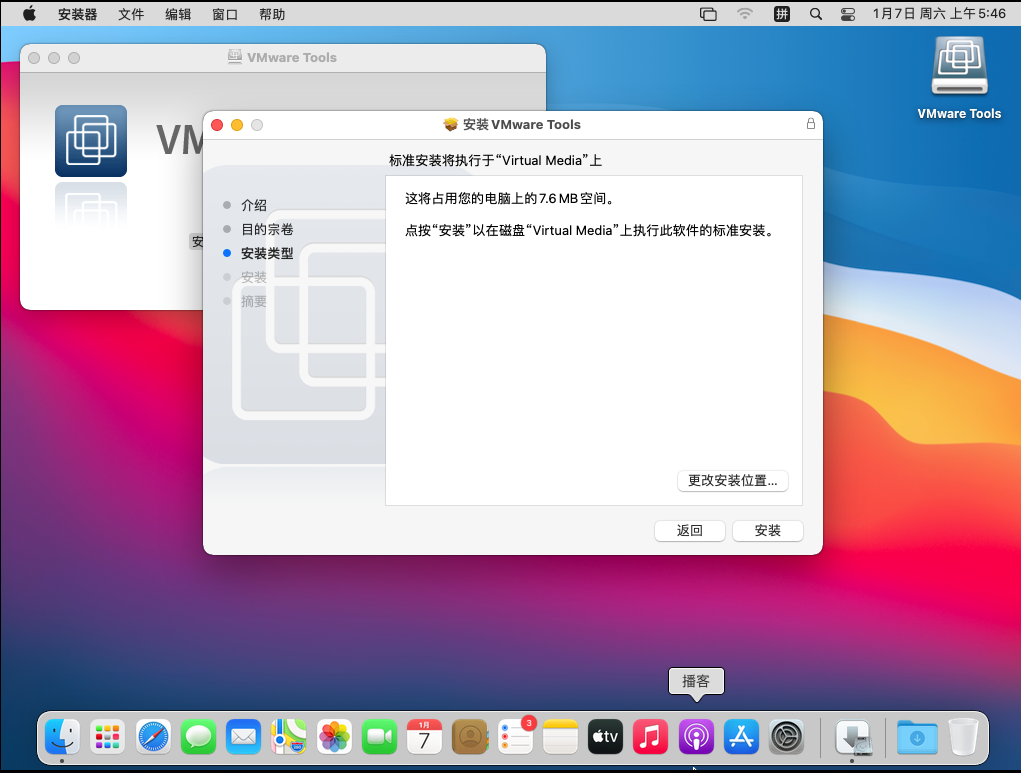 安装器 文件 编辑 窗口 帮助 拼 1月7日 周六 上午5:46
VMware Tools
VMware Tools
安装 VMware Tools
标准安装将执行于“Virtual Media”上
这将占用您的电脑上的 7.6 MB 空间。
点按“安装”以在磁盘“Virtual Media”上执行此软件的标准安装。
介绍
目的宗卷
安装类型
安装
摘要
更改安装位置...
返回 安装
播客
1月
7
3
280
tv